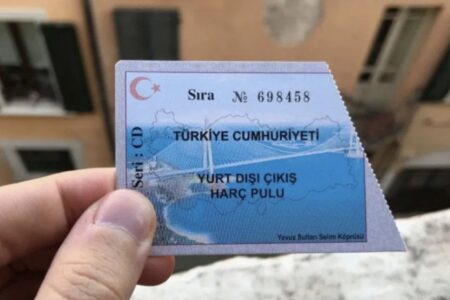 Sıra № 698458
Seri : CD
TÜRKİYE CUMHURİYETİ
YURT DIŞI ÇIKIŞ
HARÇ PULU
Yavuz Sultan Selim Köprüsü